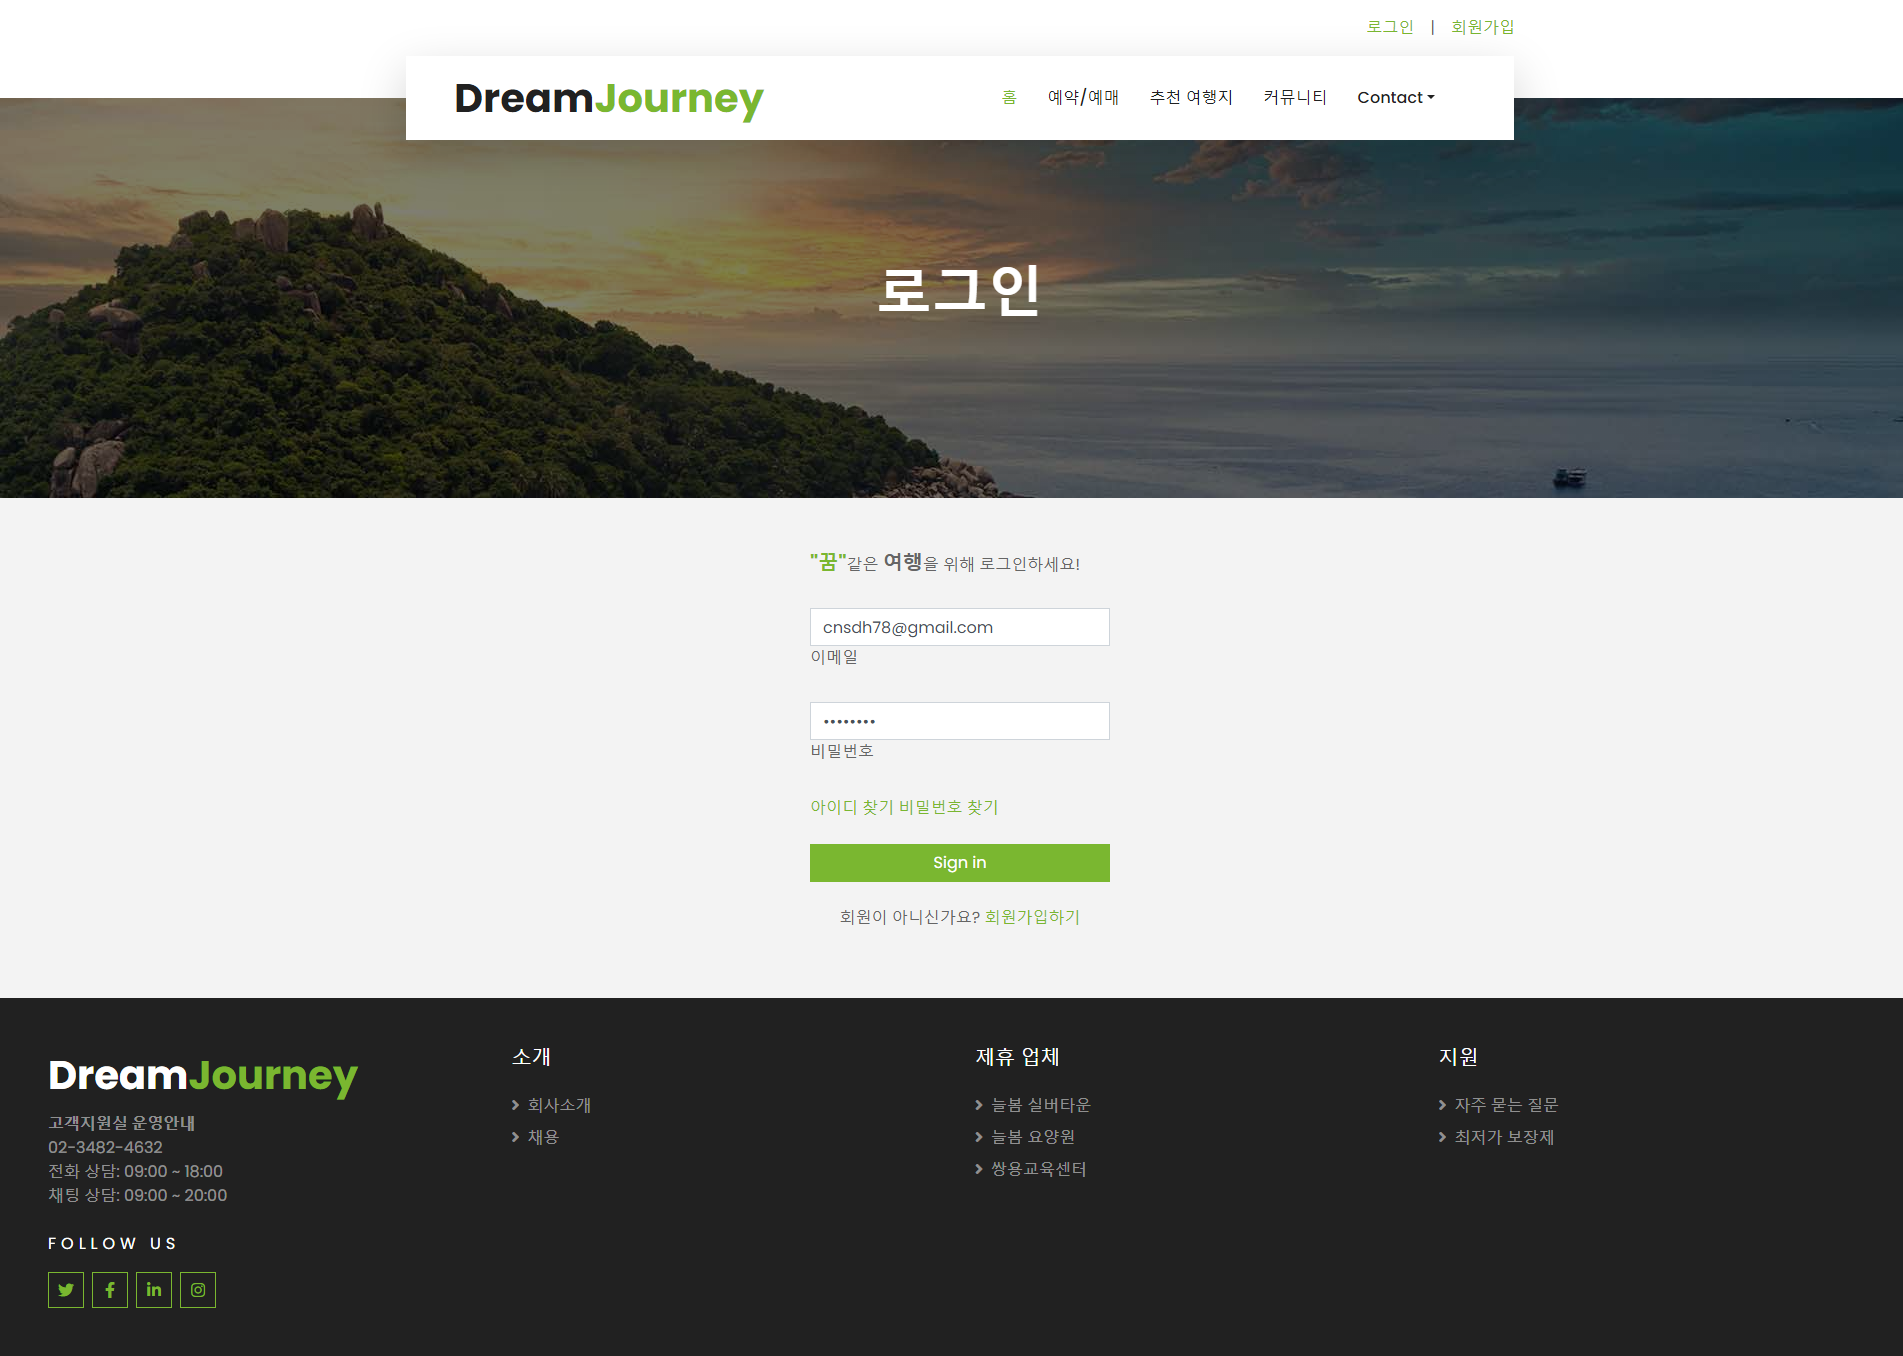 로그인 | 회원가입
DreamJourney
홈 예약/예매 추천 여행지 커뮤니티 Contact
로그인
"꿈"같은 여행을 위해 로그인하세요!
cnsdh78@gmail.com
이메일
••••••••
비밀번호
아이디 찾기 비밀번호 찾기
Sign in
회원이 아니신가요? 회원가입하기
DreamJourney
고객지원실 운영안내
02-3482-4632
전화 상담: 09:00 ~ 18:00
채팅 상담: 09:00 ~ 20:00
FOLLOW US
소개
회사소개
채용
제휴 업체
늘봄 실버타운
늘봄 요양원
쌍용교육센터
지원
자주 묻는 질문
최저가 보장제